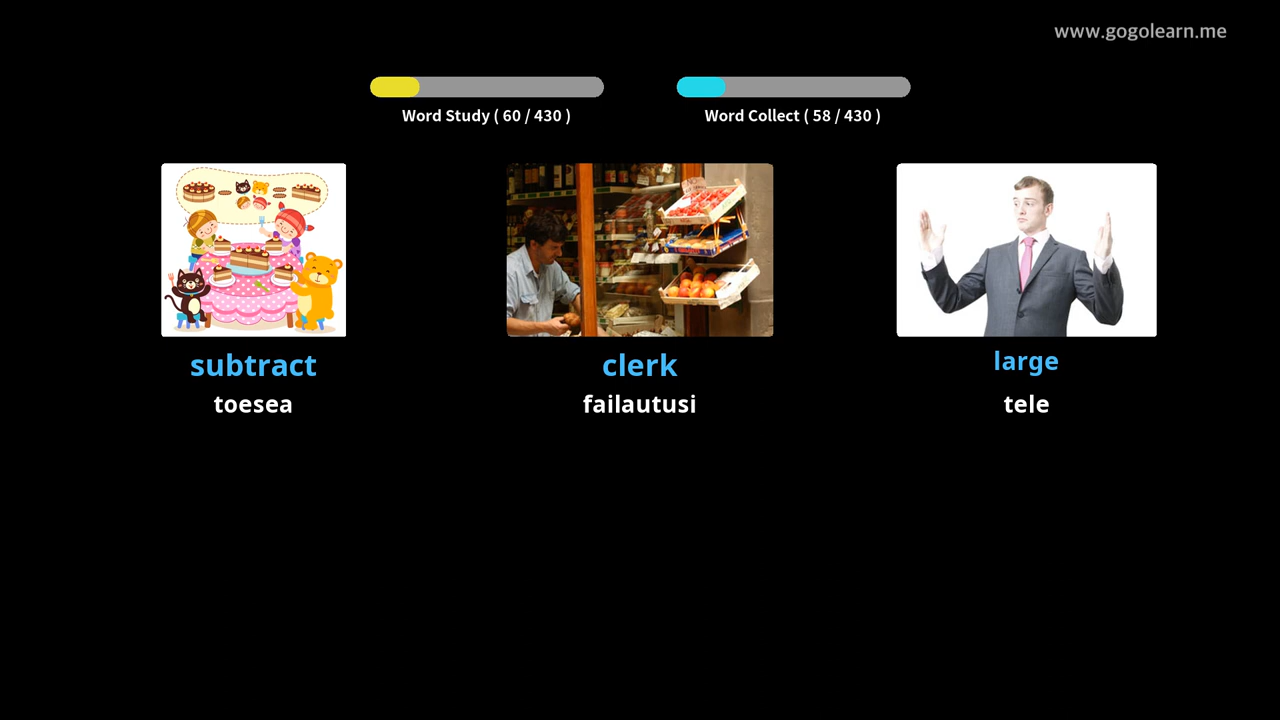 www.gogolearn.me
Word Study ( 60 / 430 )
Word Collect ( 58 / 430 )
subtract
clerk
large
toesea
failautusi
tele